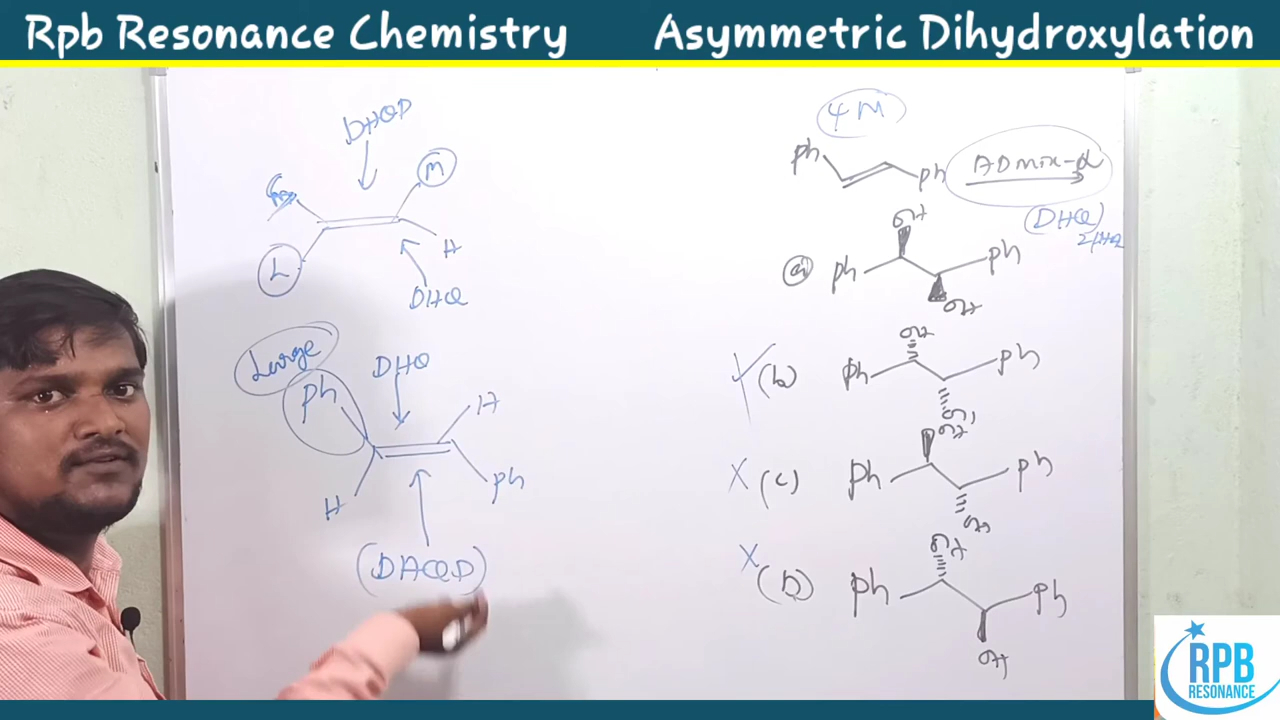 Rpb Resonance Chemistry
Asymmetric Dihydroxylation
DHQD
M
L
H
DHQ
Large
Ph
DHQ
H
H
Ph
(DHQD)
4 M
Ph
Ph
ADmix-α
(DHQ)
OH
(a) Ph Ph
OH
OH
(b) Ph Ph
OH
OH
X (c) Ph Ph
OH
OH
X (D) Ph Ph
OH
RPB
RESONANCE